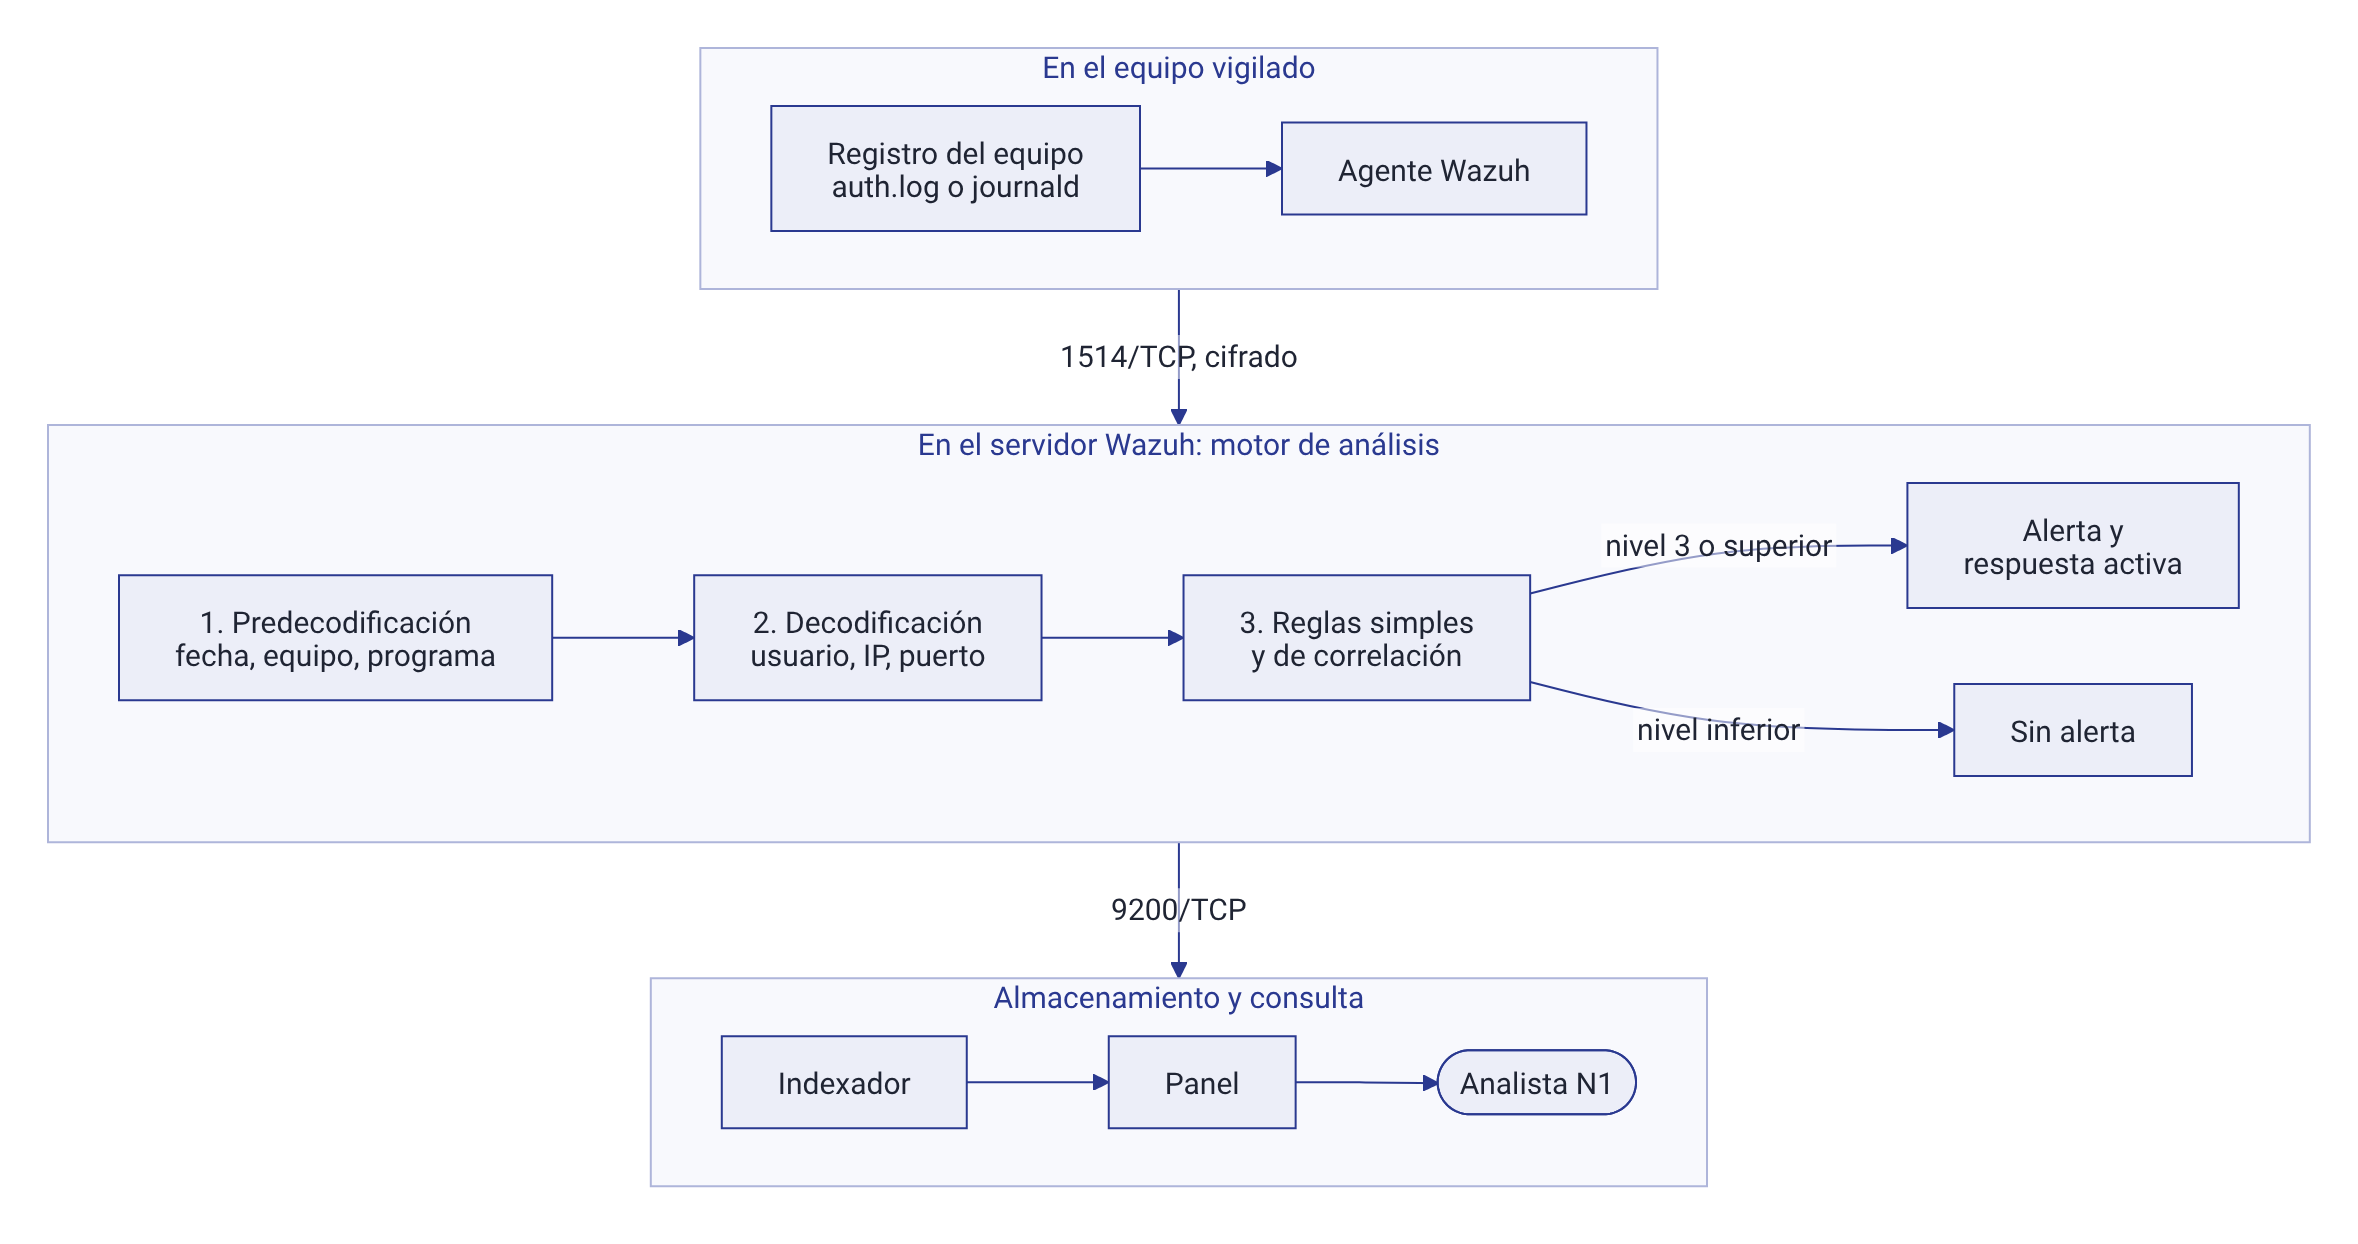 En el equipo vigilado
Registro del equipo
auth.log o journald
Agente Wazuh
1514/TCP, cifrado
En el servidor Wazuh: motor de análisis
1. Predecodificación
fecha, equipo, programa
2. Decodificación
usuario, IP, puerto
3. Reglas simples
y de correlación
nivel 3 o superior
Alerta y
respuesta activa
nivel inferior
Sin alerta
9200/TCP
Almacenamiento y consulta
Indexador
Panel
Analista N1